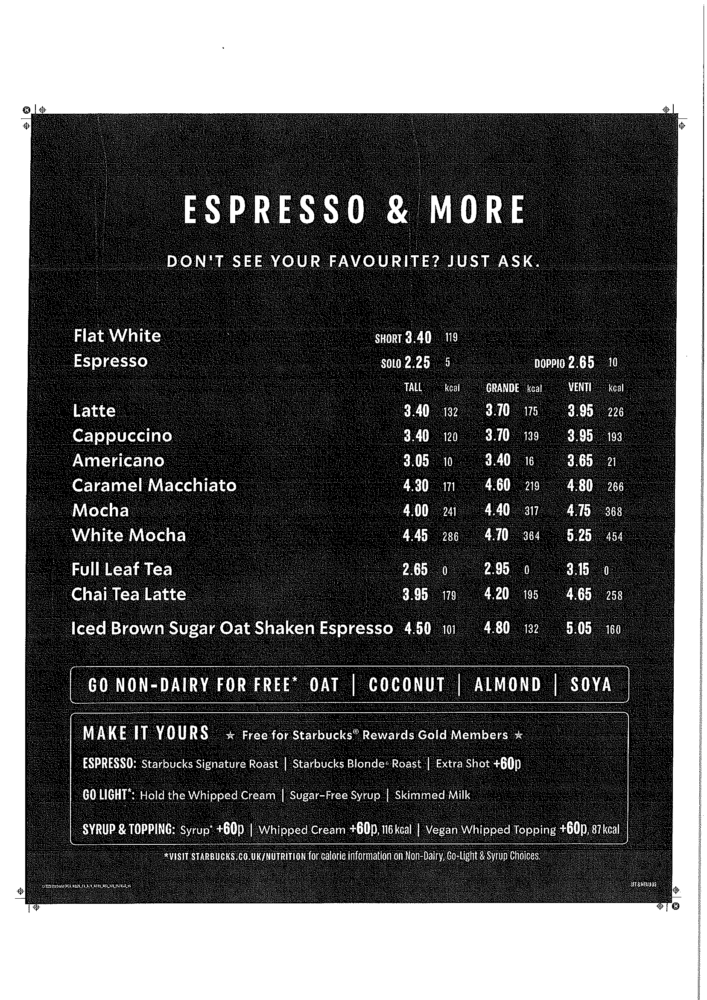 ESPRESSO & MORE
DON'T SEE YOUR FAVOURITE? JUST ASK.
Flat White SHORT 3.40 119
Espresso SOLO 2.25 5 DOPPIO 2.65 10
TALL kcal GRANDE kcal VENTI kcal
Latte 3.40 132 3.70 175 3.95 226
Cappuccino 3.40 120 3.70 139 3.95 193
Americano 3.05 10 3.40 16 3.65 21
Caramel Macchiato 4.30 171 4.60 219 4.80 266
Mocha 4.00 241 4.40 317 4.75 368
White Mocha 4.45 286 4.70 364 5.25 454
Full Leaf Tea 2.65 0 2.95 0 3.15 0
Chai Tea Latte 3.95 179 4.20 195 4.65 258
Iced Brown Sugar Oat Shaken Espresso 4.50 101 4.80 132 5.05 160
GO NON-DAIRY FOR FREE* OAT | COCONUT | ALMOND | SOYA
MAKE IT YOURS ★ Free for Starbucks® Rewards Gold Members ★
ESPRESSO: Starbucks Signature Roast | Starbucks Blonde® Roast | Extra Shot +60p
GO LIGHT*: Hold the Whipped Cream | Sugar-Free Syrup | Skimmed Milk
SYRUP & TOPPING: Syrup* +60p | Whipped Cream +60p, 116 kcal | Vegan Whipped Topping +60p, 87 kcal
*VISIT STARBUCKS.CO.UK/NUTRITION for calorie information on Non-Dairy, Go-Light & Syrup Choices.
SET 8 MENU 03